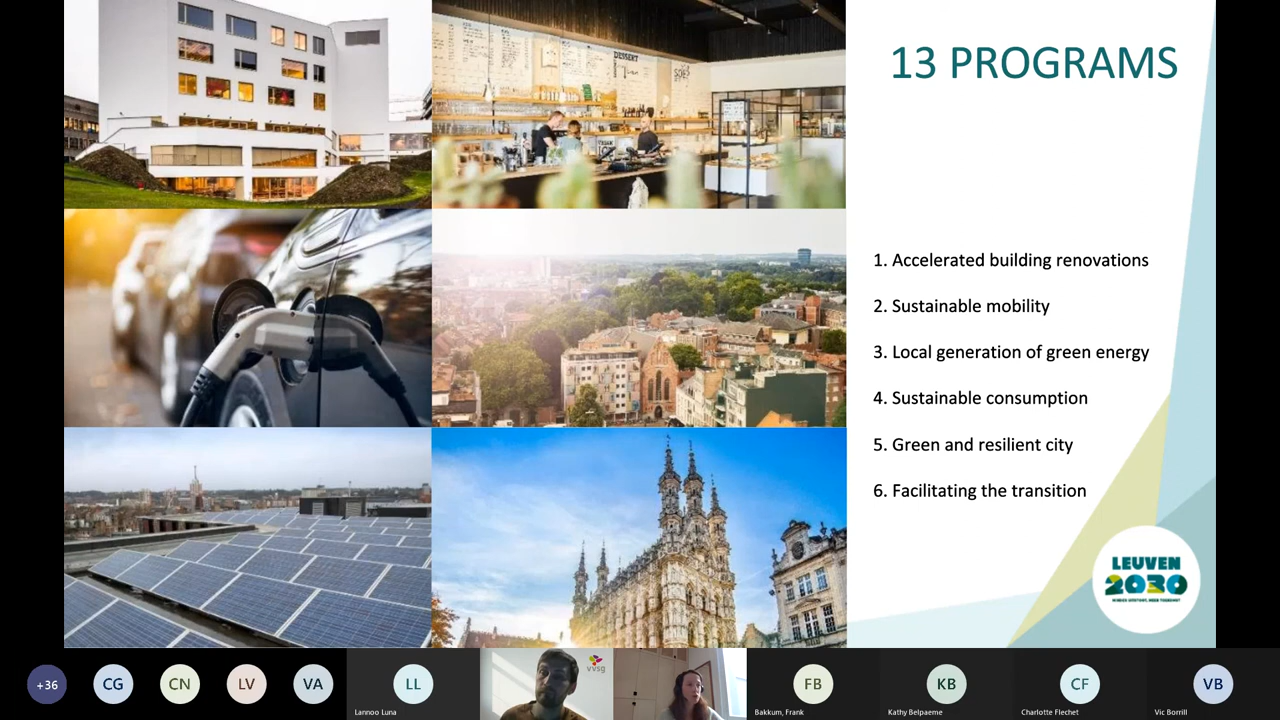 13 PROGRAMS
DESSERT
1. Accelerated building renovations
2. Sustainable mobility
3. Local generation of green energy
4. Sustainable consumption
5. Green and resilient city
6. Facilitating the transition
LEUVEN
2030
vvsg
+36
CG
CN
LV
VA
LL
FB
KB
CF
VB
Lannoo Luna
Bakkum, Frank
Kathy Belpaeme
Charlotte Flechet
Vic Borrill